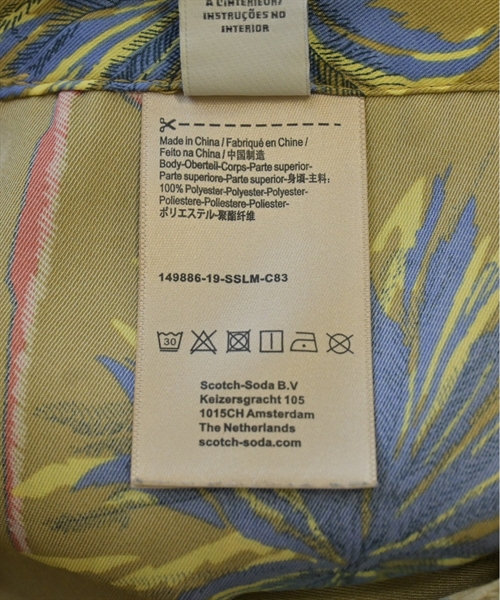 À L'INTÉRIEUR/
INSTRUÇÕES NO
INTERIOR
Made in China / Fabriqué en Chine /
Feito na China / 中国制造
Body-Oberteil-Corps-Parte superior-
Parte superiore-Parte superior-身頃-主料:
100% Polyester-Polyester-Polyester-
Poliestere-Poliestere-Poliestere-
ポリエステル-聚酯纤维
149886-19-SSLM-C83
30
Scotch-Soda B.V
Keizersgracht 105
1015CH Amsterdam
The Netherlands
scotch-soda.com